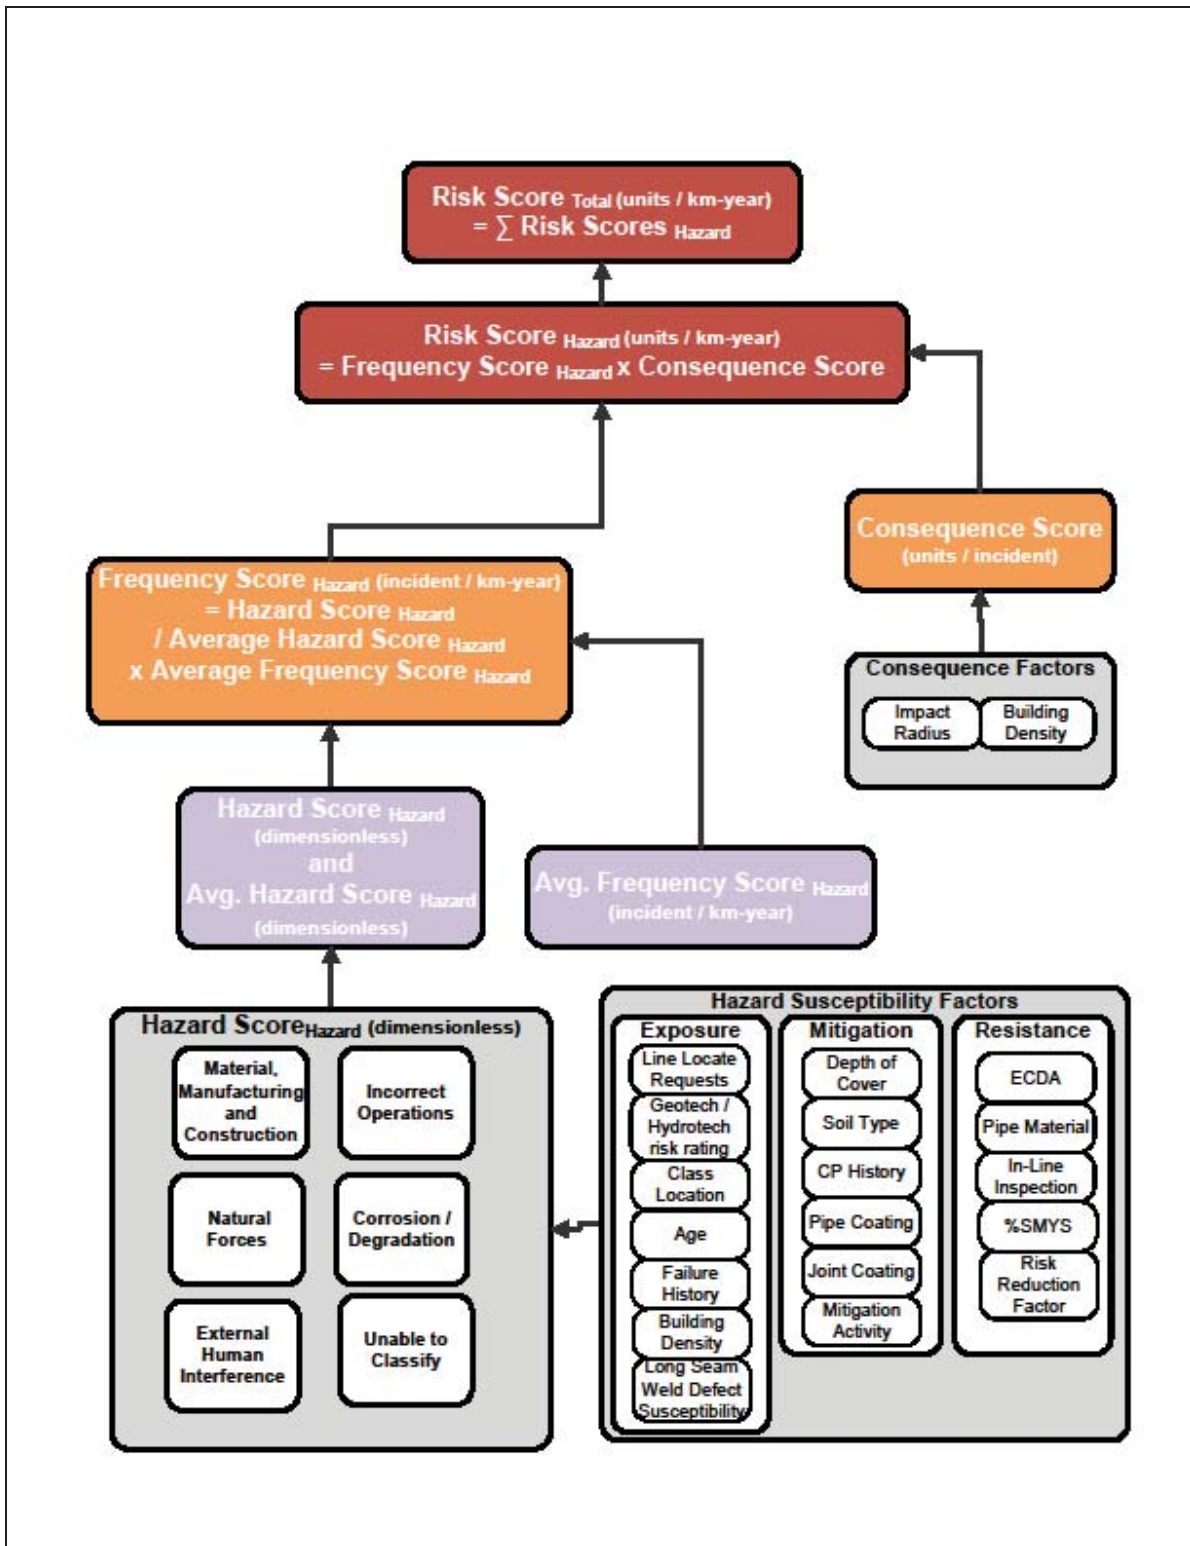 Risk Score Total (units / km-year)
= ∑ Risk Scores Hazard
Risk Score Hazard (units / km-year)
= Frequency Score Hazard x Consequence Score
Consequence Score
(units / incident)
Frequency Score Hazard (incident / km-year)
= Hazard Score Hazard
/ Average Hazard Score Hazard
x Average Frequency Score Hazard
Consequence Factors
Impact
Radius
Building
Density
Hazard Score Hazard
(dimensionless)
and
Avg. Hazard Score Hazard
(dimensionless)
Avg. Frequency Score Hazard
(incident / km-year)
Hazard Score Hazard (dimensionless)
Material,
Manufacturing
and
Construction
Incorrect
Operations
Natural
Forces
Corrosion /
Degradation
External
Human
Interference
Unable to
Classify
Hazard Susceptibility Factors
Exposure
Line Locate
Requests
Geotech /
Hydrotech
risk rating
Class
Location
Age
Failure
History
Building
Density
Long Seam
Weld Defect
Susceptibility
Mitigation
Depth of
Cover
Soil Type
CP History
Pipe Coating
Joint Coating
Mitigation
Activity
Resistance
ECDA
Pipe Material
In-Line
Inspection
%SMYS
Risk
Reduction
Factor